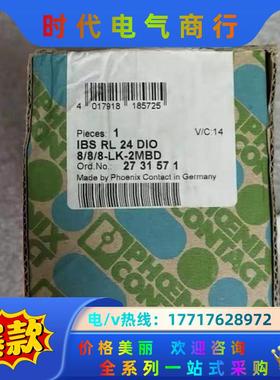 时代电气商行
4 017918 185725
Pieces: 1
V/C:14
IBS RL 24 DIO
8/8/8-LK-2MBD
Ord.No.: 27 31 57 1
Made by Phoenix Contact in Germany
PHOENIX
CONTACT
PHOENIX
CONTACT
爆款
电/v热线：17717628972
价格美丽 欢迎咨询
全系列一站式采购